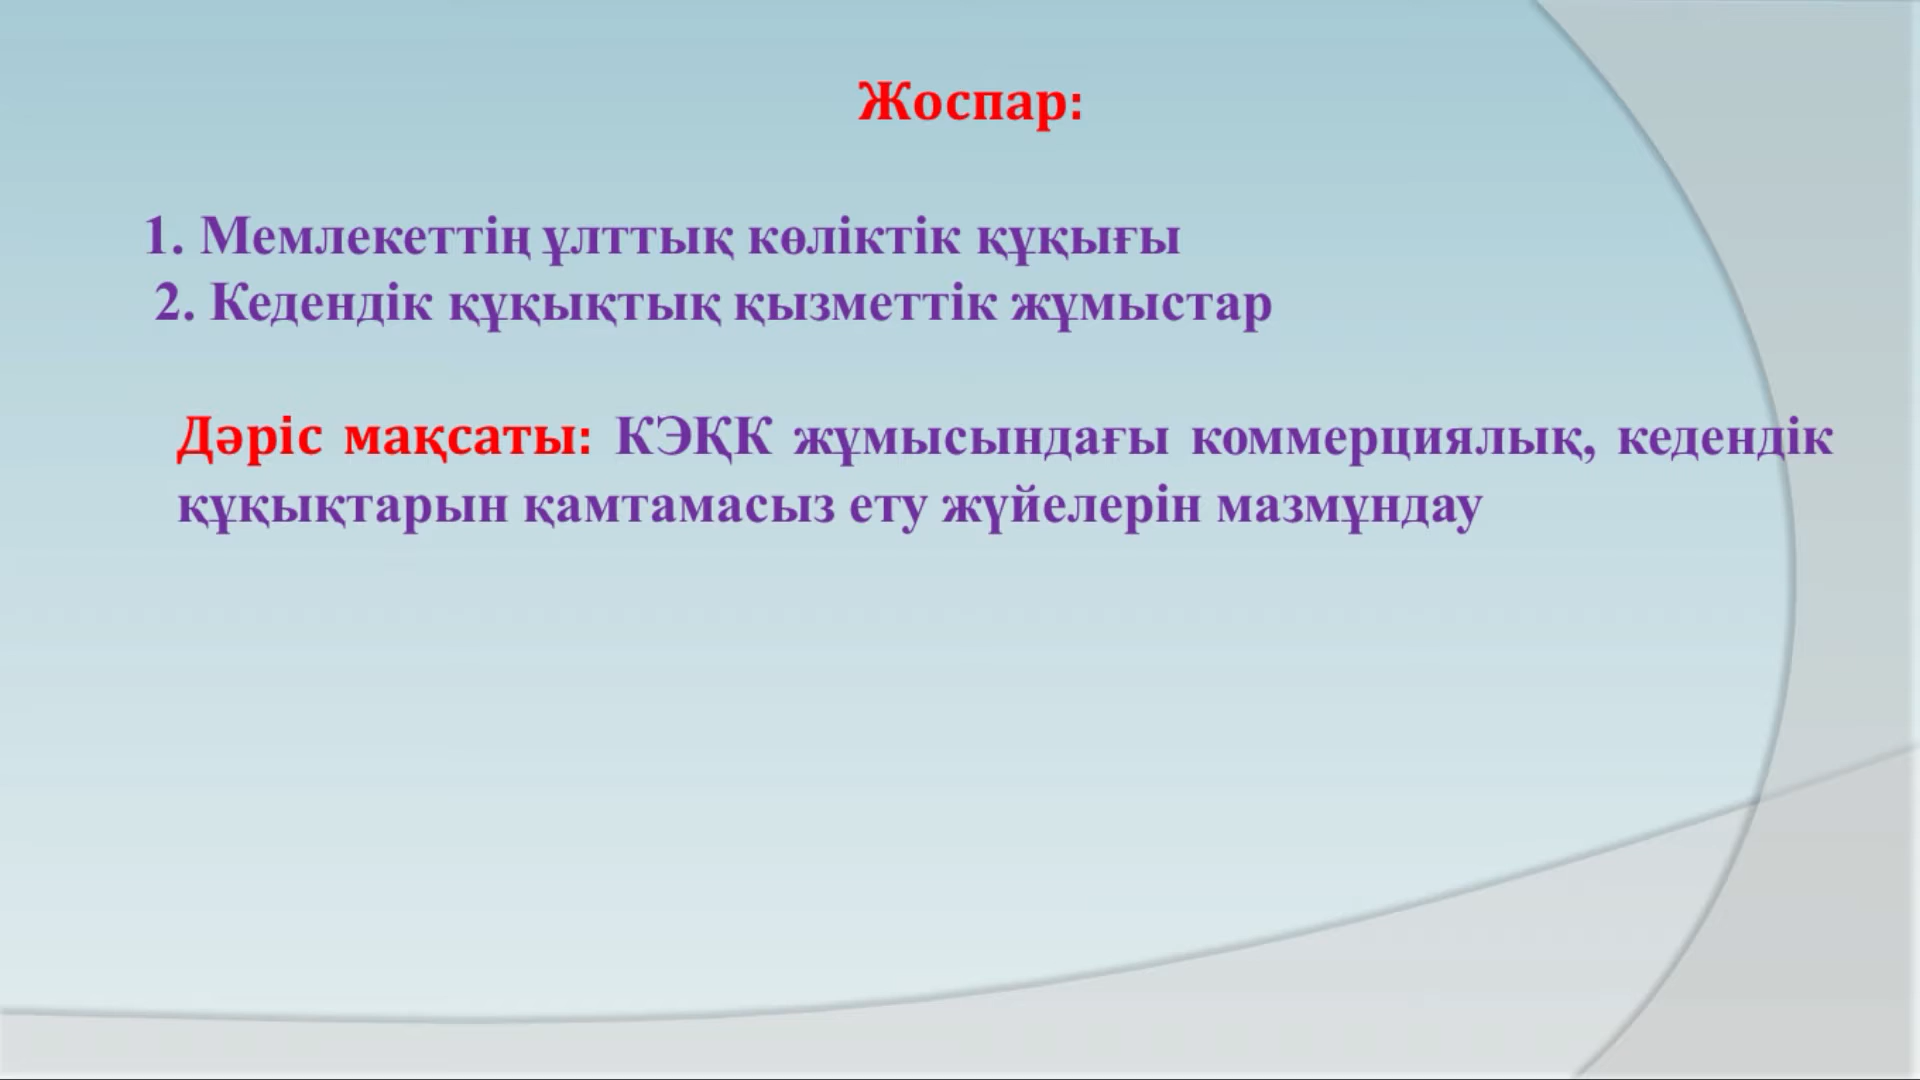 Жоспар:
1. Мемлекеттің ұлттық көліктік құқығы
2. Кедендік құқықтық қызметтік жұмыстар
Дәріс мақсаты: КЭҚК жұмысындағы коммерциялық, кедендік
құқықтарын қамтамасыз ету жүйелерін мазмұндау